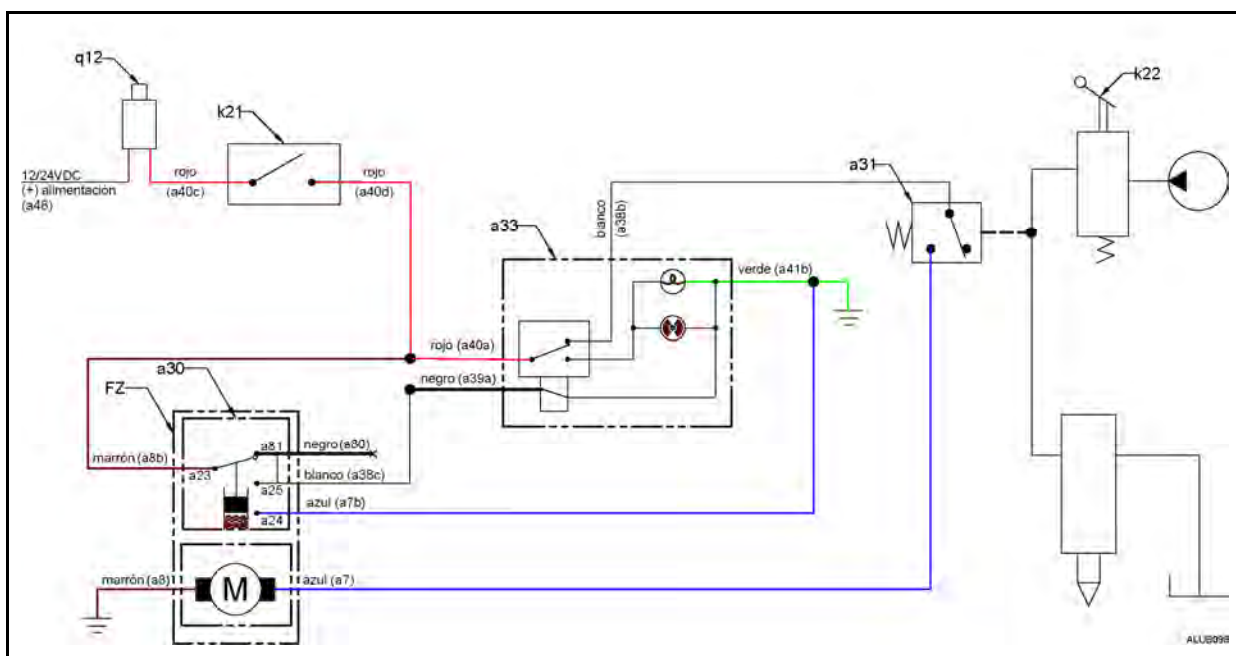 q12
k21
k22
12/24VDC
(+) alimentación
(a48)
rojo
(a40c)
rojo
(a40d)
a31
blanco
(a38b)
a33
verde (a41b)
rojo (a40a)
negro (a39a)
a30
FZ
a81
negro (a80)
marrón (a8b)
a23
blanco (a38c)
a25
azul (a7b)
a24
marrón (a8)
M
azul (a7)
ALUB098